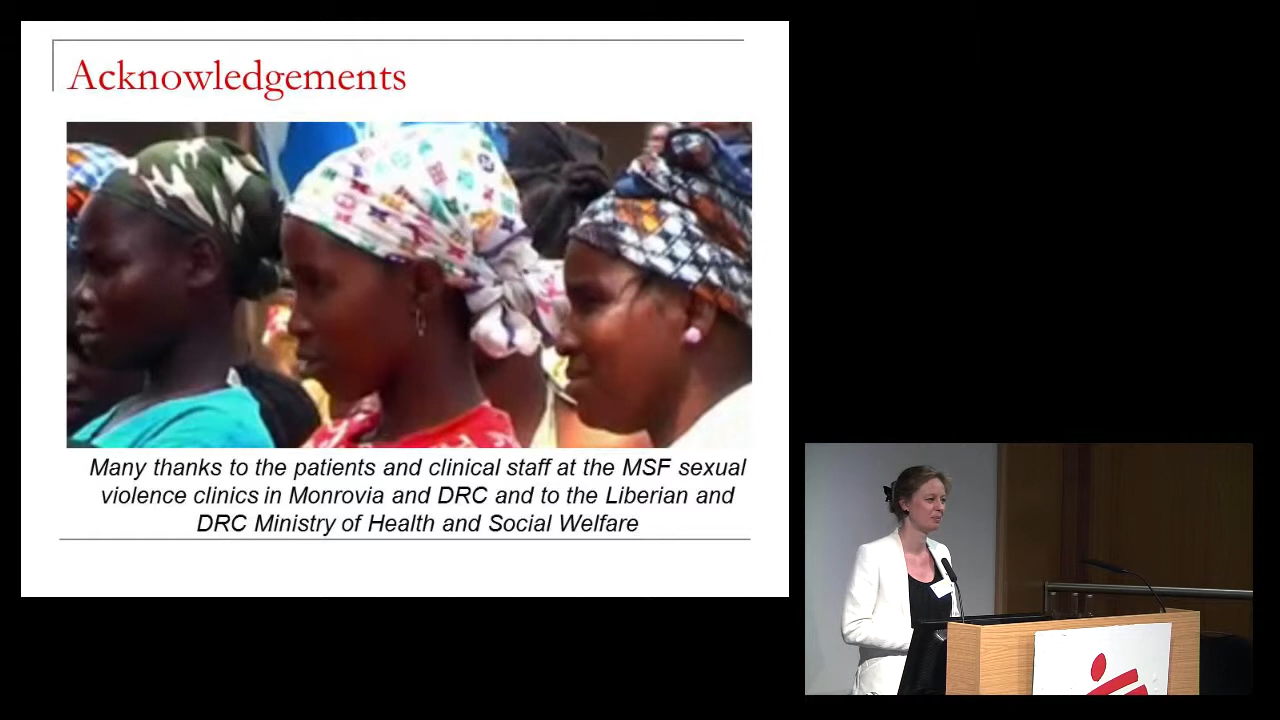 Acknowledgements
Many thanks to the patients and clinical staff at the MSF sexual
violence clinics in Monrovia and DRC and to the Liberian and
DRC Ministry of Health and Social Welfare